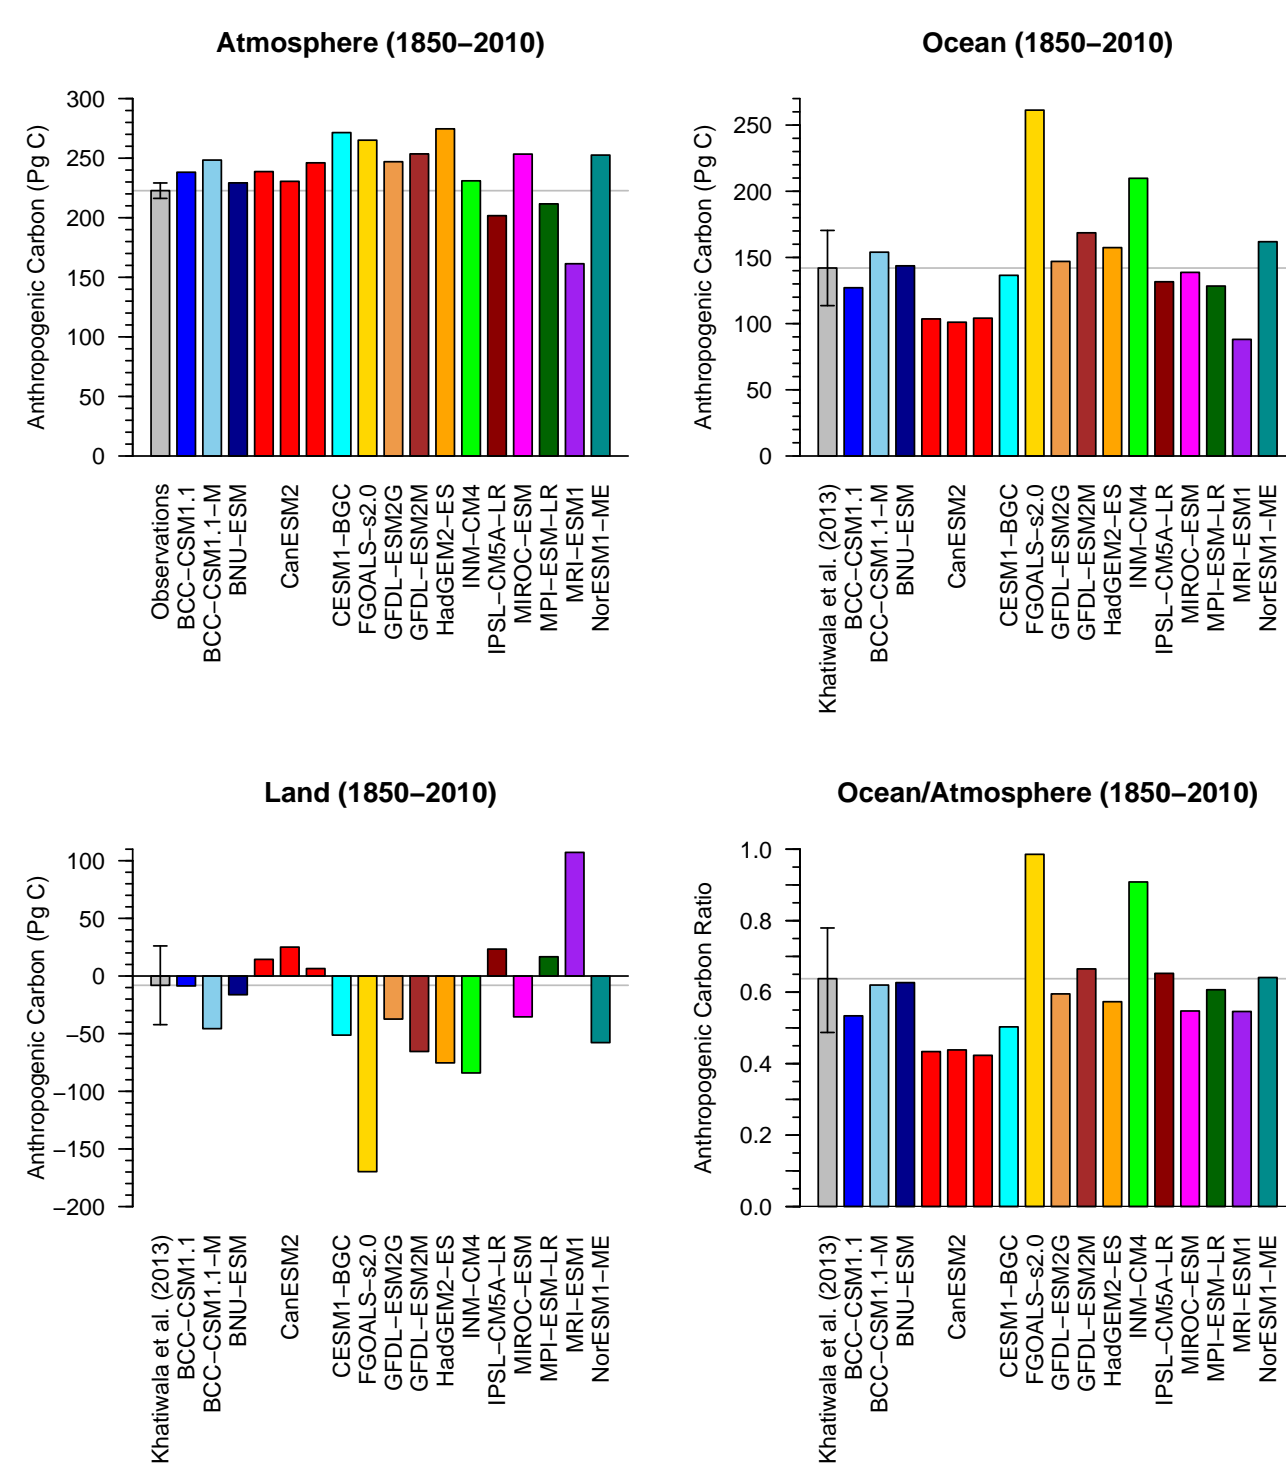 Atmosphere (1850–2010)
Anthropogenic Carbon (Pg C)
300
250
200
150
100
50
0
Observations
BCC−CSM1.1
BCC−CSM1.1−M
BNU−ESM
CanESM2
CESM1−BGC
FGOALS−s2.0
GFDL−ESM2G
GFDL−ESM2M
HadGEM2−ES
INM−CM4
IPSL−CM5A−LR
MIROC−ESM
MPI−ESM−LR
MRI−ESM1
NorESM1−ME
Ocean (1850–2010)
Anthropogenic Carbon (Pg C)
250
200
150
100
50
0
Khatiwala et al. (2013)
BCC−CSM1.1
BCC−CSM1.1−M
BNU−ESM
CanESM2
CESM1−BGC
FGOALS−s2.0
GFDL−ESM2G
GFDL−ESM2M
HadGEM2−ES
INM−CM4
IPSL−CM5A−LR
MIROC−ESM
MPI−ESM−LR
MRI−ESM1
NorESM1−ME
Land (1850–2010)
Anthropogenic Carbon (Pg C)
100
50
0
−50
−100
−150
−200
Khatiwala et al. (2013)
BCC−CSM1.1
BCC−CSM1.1−M
BNU−ESM
CanESM2
CESM1−BGC
FGOALS−s2.0
GFDL−ESM2G
GFDL−ESM2M
HadGEM2−ES
INM−CM4
IPSL−CM5A−LR
MIROC−ESM
MPI−ESM−LR
MRI−ESM1
NorESM1−ME
Ocean/Atmosphere (1850–2010)
Anthropogenic Carbon Ratio
1.0
0.8
0.6
0.4
0.2
0.0
Khatiwala et al. (2013)
BCC−CSM1.1
BCC−CSM1.1−M
BNU−ESM
CanESM2
CESM1−BGC
FGOALS−s2.0
GFDL−ESM2G
GFDL−ESM2M
HadGEM2−ES
INM−CM4
IPSL−CM5A−LR
MIROC−ESM
MPI−ESM−LR
MRI−ESM1
NorESM1−ME